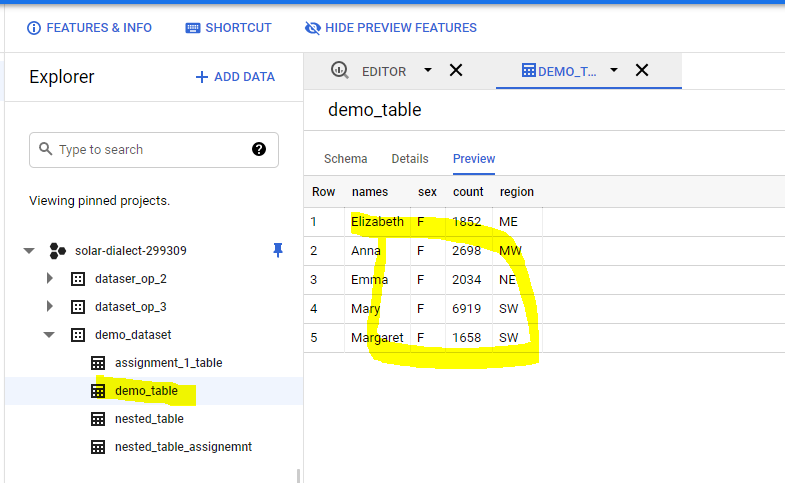 FEATURES & INFO SHORTCUT HIDE PREVIEW FEATURES
Explorer ADD DATA
Type to search
Viewing pinned projects.
solar-dialect-299309
dataser_op_2
dataset_op_3
demo_dataset
assignment_1_table
demo_table
nested_table
nested_table_assignemnt
EDITOR DEMO_T...
demo_table
Schema Details Preview
Row names sex count region
1 Elizabeth F 1852 ME
2 Anna F 2698 MW
3 Emma F 2034 NE
4 Mary F 6919 SW
5 Margaret F 1658 SW